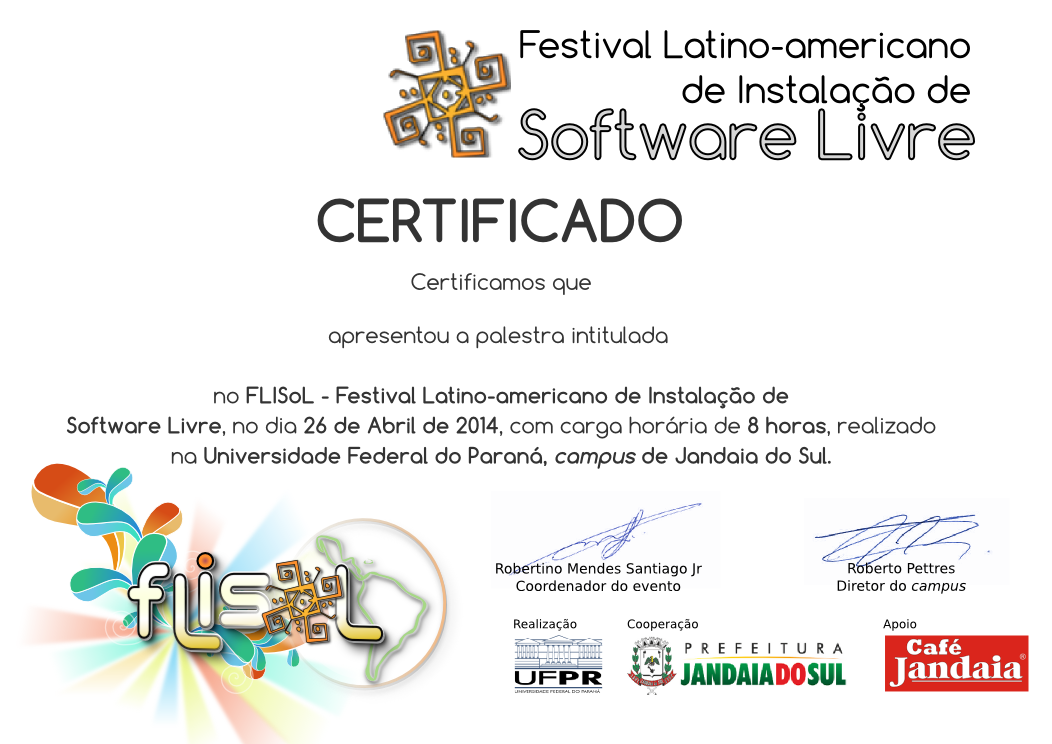 Festival Latino-americano
de Instalação de
Software Livre
CERTIFICADO
Certificamos que
apresentou a palestra intitulada
no FLISoL - Festival Latino-americano de Instalação de
Software Livre, no dia 26 de Abril de 2014, com carga horária de 8 horas, realizado
na Universidade Federal do Paraná, campus de Jandaia do Sul.
fLisoL
Robertino Mendes Santiago Jr
Coordenador do evento
Roberto Pettres
Diretor do campus
Realização
Cooperação
Apoio
UFPR
UNIVERSIDADE FEDERAL DO PARANÁ
PREFEITURA
JANDAIA DO SUL
Café
Jandaia®